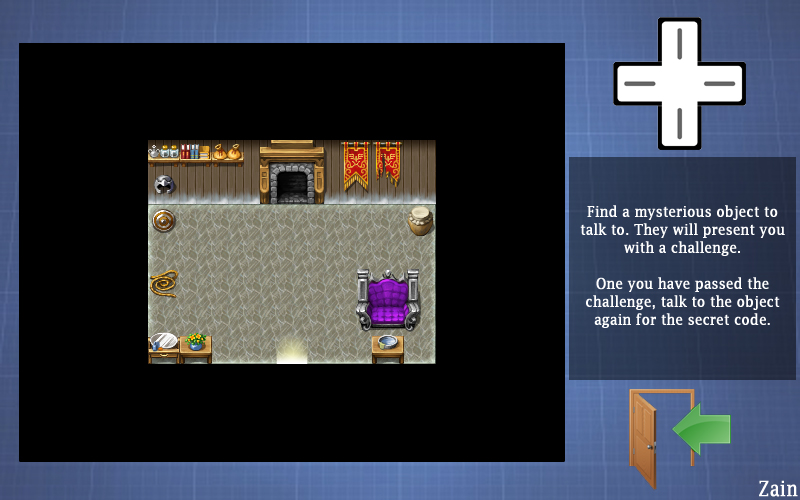 Find a mysterious object to
talk to. They will present you
with a challenge.
One you have passed the
challenge, talk to the object
again for the secret code.
Zain